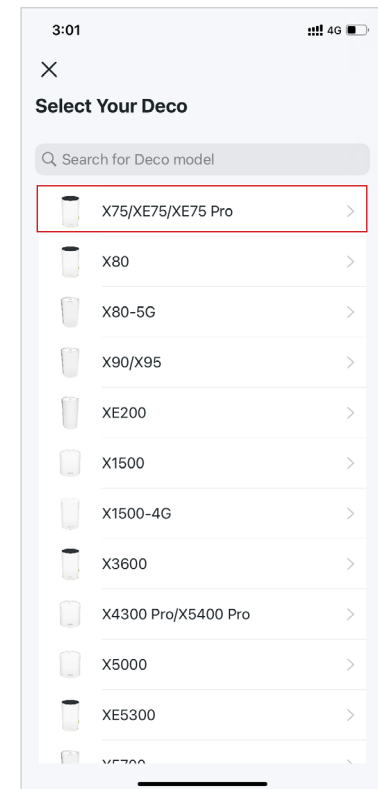 3:01
4G
Select Your Deco
Search for Deco model
X75/XE75/XE75 Pro
X80
X80-5G
X90/X95
XE200
X1500
X1500-4G
X3600
X4300 Pro/X5400 Pro
X5000
XE5300